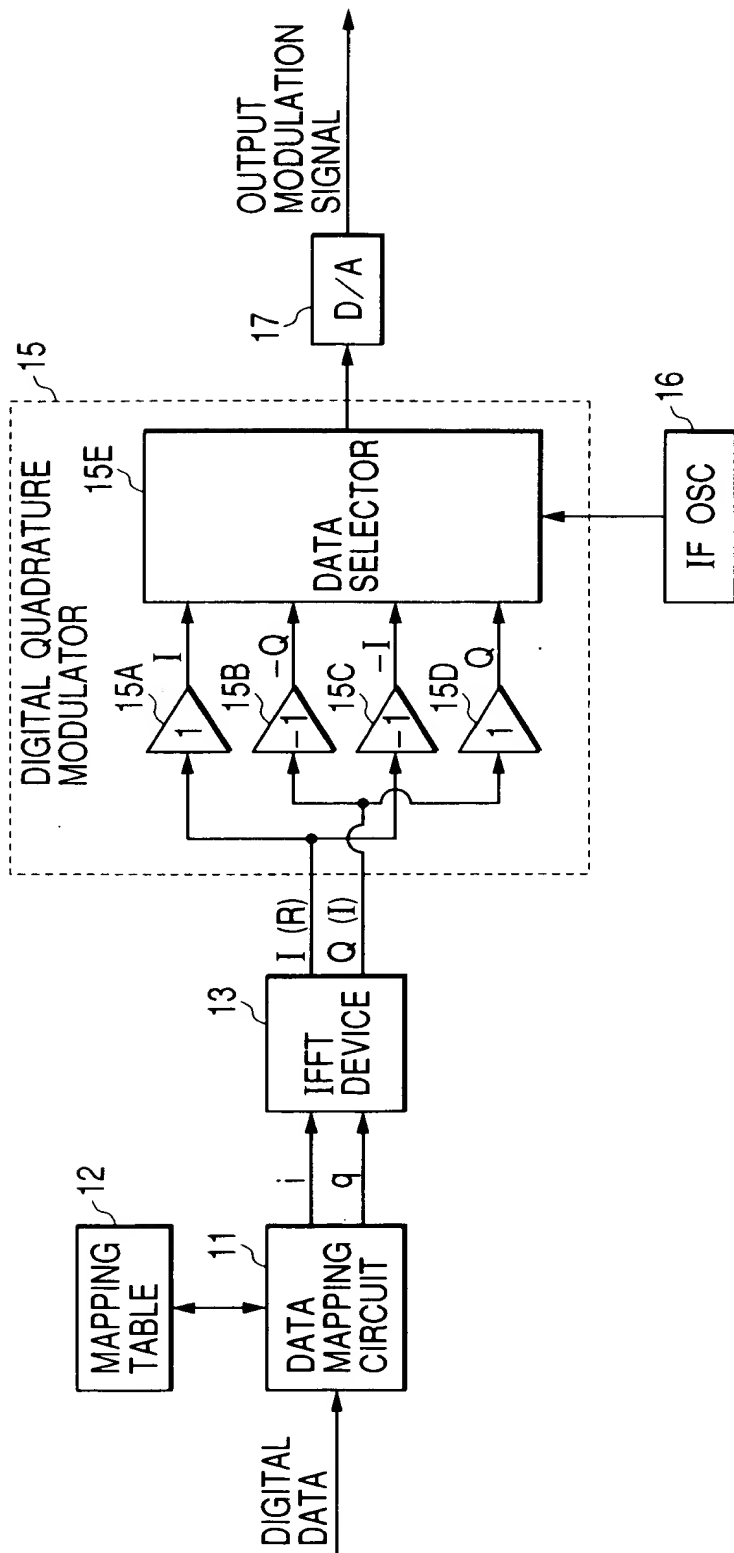 DIGITAL
DATA
11
DATA
MAPPING
CIRCUIT
12
MAPPING
TABLE
i
q
13
IFFT
DEVICE
I (R)
Q (I)
DIGITAL QUADRATURE
MODULATOR
15
15A
1
I
15B
-1
-Q
15C
-1
-I
15D
1
Q
15E
DATA
SELECTOR
16
IF OSC
17
D/A
OUTPUT
MODULATION
SIGNAL